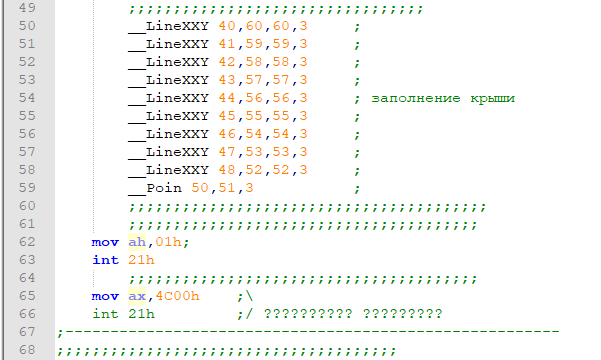 49 ;;;;;;;;;;;;;;;;;;;;;;;;;;;;;;;;;
50 __LineXXY 40,60,60,3 ;
51 __LineXXY 41,59,59,3 ;
52 __LineXXY 42,58,58,3 ;
53 __LineXXY 43,57,57,3 ;
54 __LineXXY 44,56,56,3 ; заполнение крыши
55 __LineXXY 45,55,55,3 ;
56 __LineXXY 46,54,54,3 ;
57 __LineXXY 47,53,53,3 ;
58 __LineXXY 48,52,52,3 ;
59 __Poin 50,51,3 ;
60 ;;;;;;;;;;;;;;;;;;;;;;;;;;;;;;;;;;;;;;;;
61 ;;;;;;;;;;;;;;;;;;;;;;;;;;;;;;;;;;;;;;;
62 mov ah,01h;
63 int 21h
64 ;;;;;;;;;;;;;;;;;;;;;;;;;;;;;;;;;;;;;;;
65 mov ax,4C00h ;\
66 int 21h ;/ ?????????? ?????????
67 ;-------------------------------------------------------
68 ;;;;;;;;;;;;;;;;;;;;;;;;;;;;;;;;;;;;;;